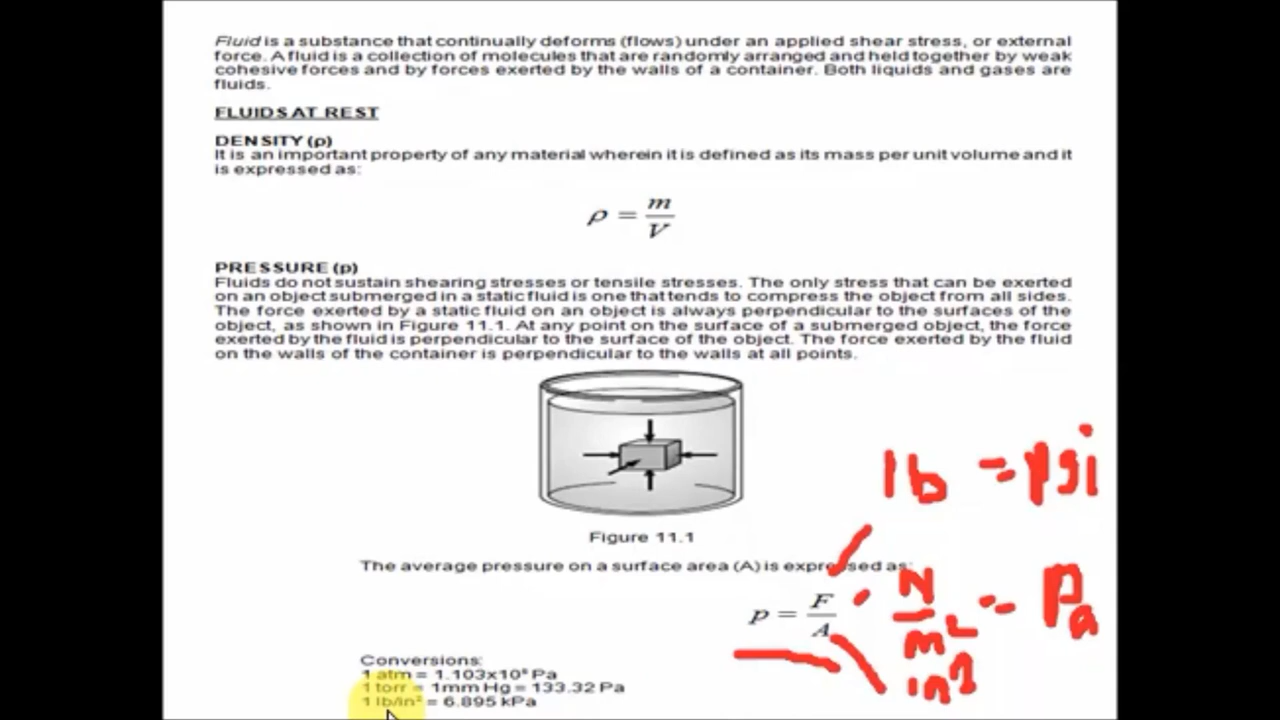 Fluid is a substance that continually deforms (flows) under an applied shear stress, or external
force. A fluid is a collection of molecules that are randomly arranged and held together by weak
cohesive forces and by forces exerted by the walls of a container. Both liquids and gases are
fluids.
FLUIDS AT REST
DENSITY (ρ)
It is an important property of any material wherein it is defined as its mass per unit volume and it
is expressed as:
ρ = m/V
PRESSURE (p)
Fluids do not sustain shearing stresses or tensile stresses. The only stress that can be exerted
on an object submerged in a static fluid is one that tends to compress the object from all sides.
The force exerted by a static fluid on an object is always perpendicular to the surfaces of the
object, as shown in Figure 11.1. At any point on the surface of a submerged object, the force
exerted by the fluid is perpendicular to the surface of the object. The force exerted by the fluid
on the walls of the container is perpendicular to the walls at all points.
lb = psi
Figure 11.1
The average pressure on a surface area (A) is expressed as:
p = F/A
N/m² = Pa
in²
Conversions:
1 atm = 1.103x10⁵ Pa
1 torr = 1mm Hg = 133.32 Pa
1 lb/in² = 6.895 kPa